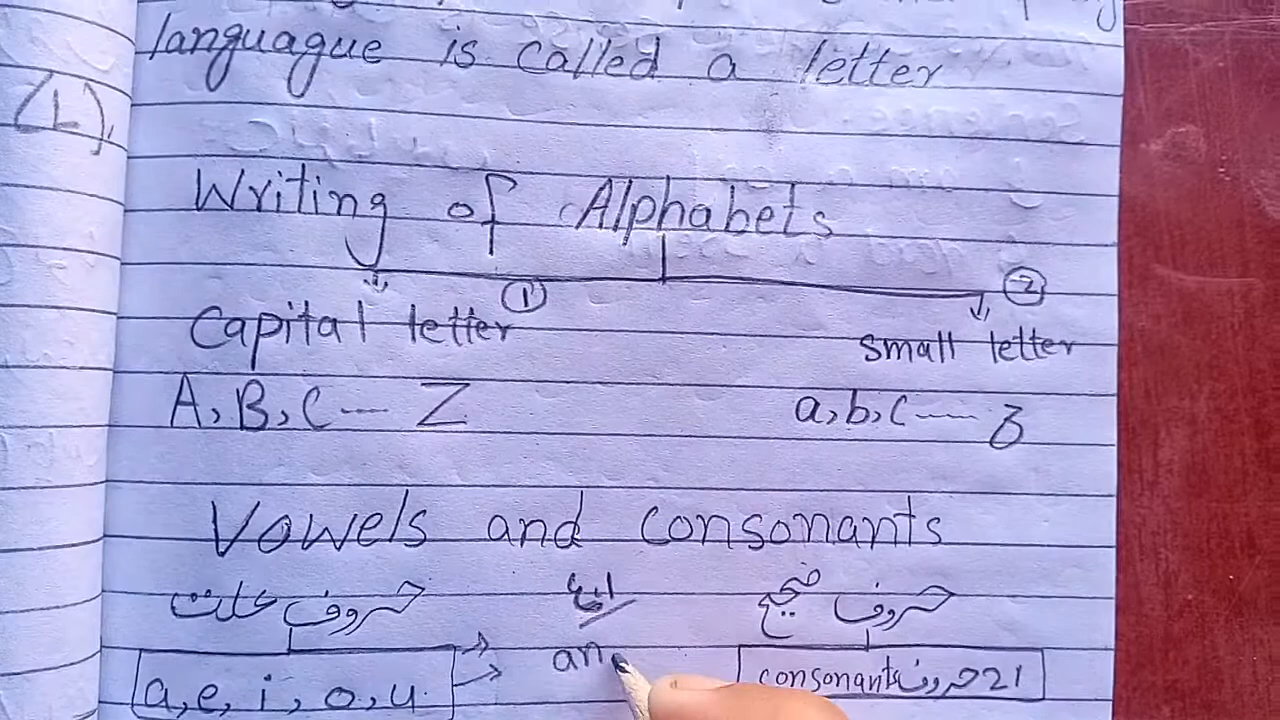 languague is called a letter
(L),
Writing of Alphabets
① ②
Capital letter small letter
A, B, C --- Z a, b, c ---- z
Vowels and consonants
حروف علت حروف صحیح
an
a, e, i, o, u. consonants حروف 21